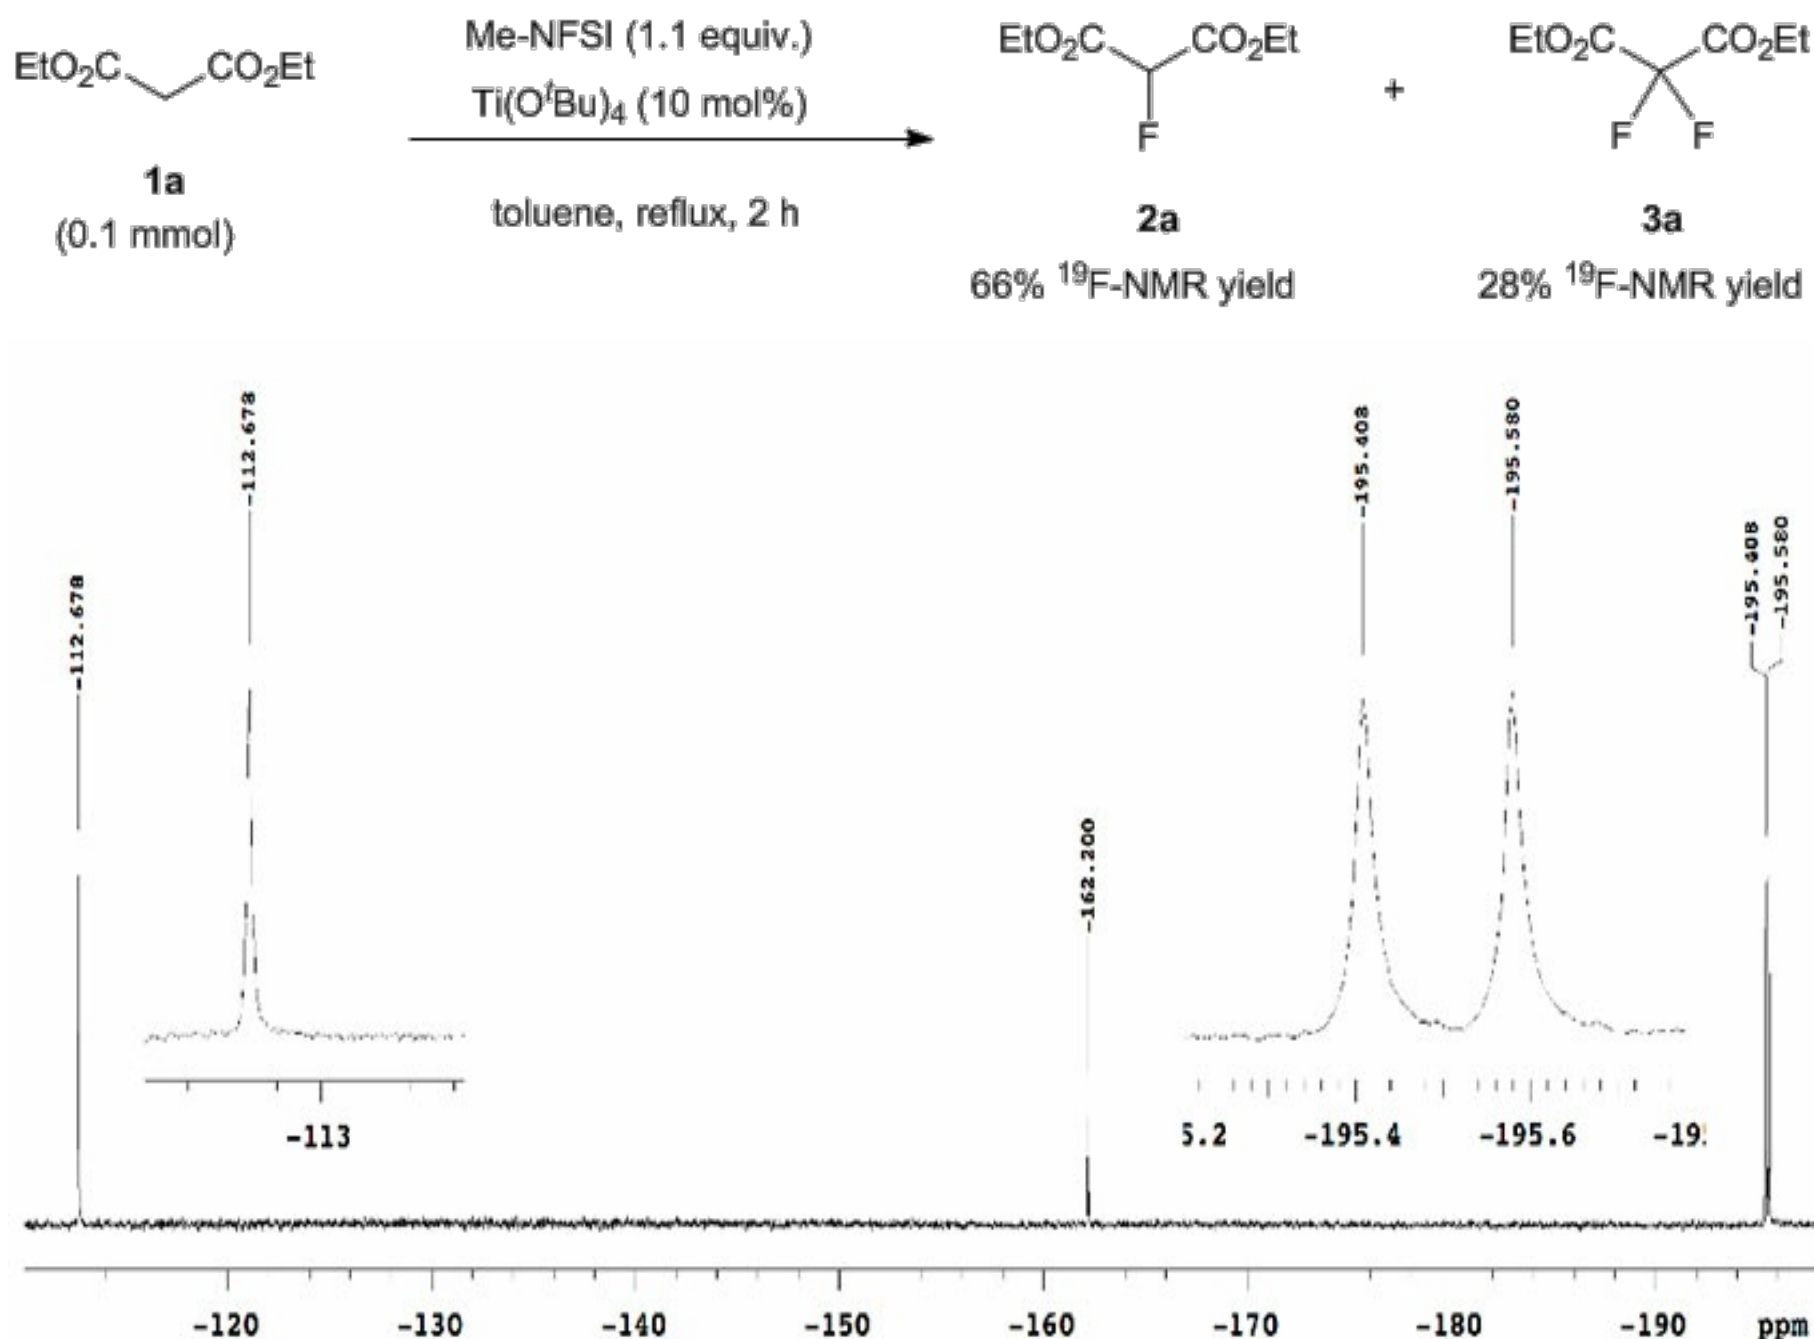 EtO₂C CO₂Et
1a
(0.1 mmol)
Me-NFSI (1.1 equiv.)
Ti(OᵗBu)₄ (10 mol%)
toluene, reflux, 2 h
EtO₂C CO₂Et
F
2a
66% ¹⁹F-NMR yield
+
EtO₂C CO₂Et
F F
3a
28% ¹⁹F-NMR yield
-112.678
-112.678
-162.200
-195.408
-195.580
-195.408
-195.580
-113
5.2 -195.4 -195.6
-120 -130 -140 -150 -160 -170 -180 -190 ppm